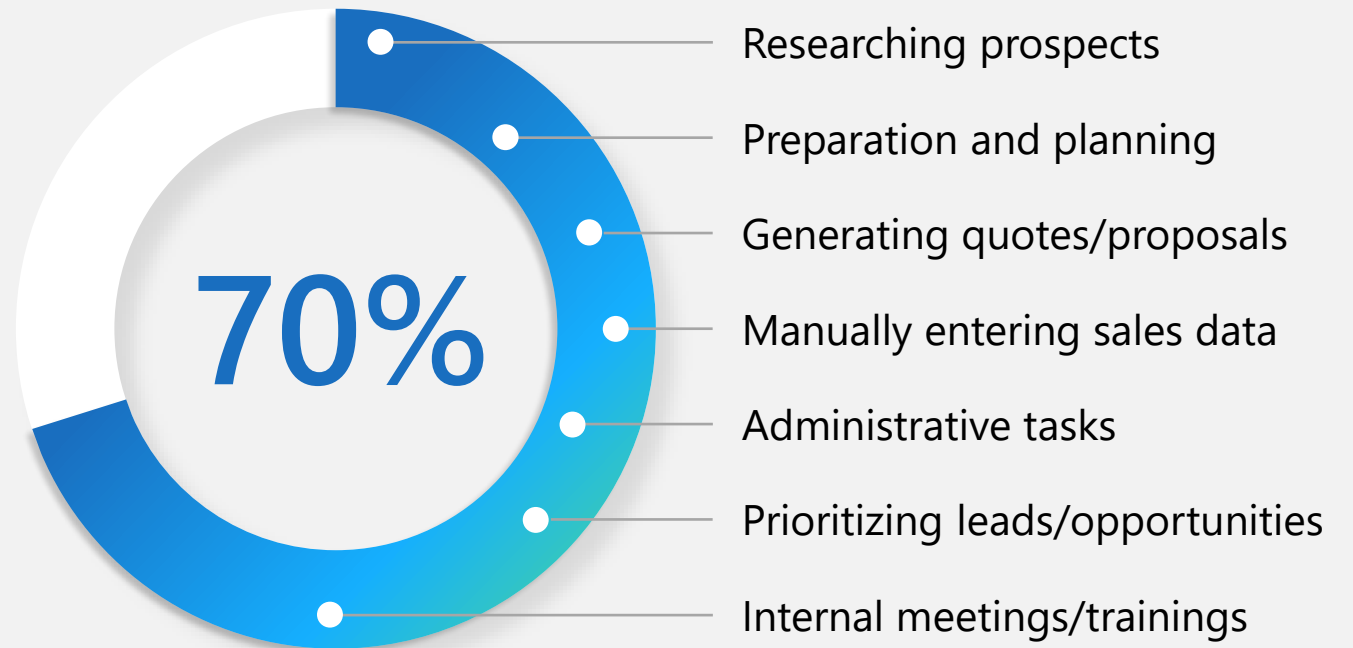 Researching prospects
Preparation and planning
Generating quotes/proposals
70%
Manually entering sales data
Administrative tasks
Prioritizing leads/opportunities
Internal meetings/trainings